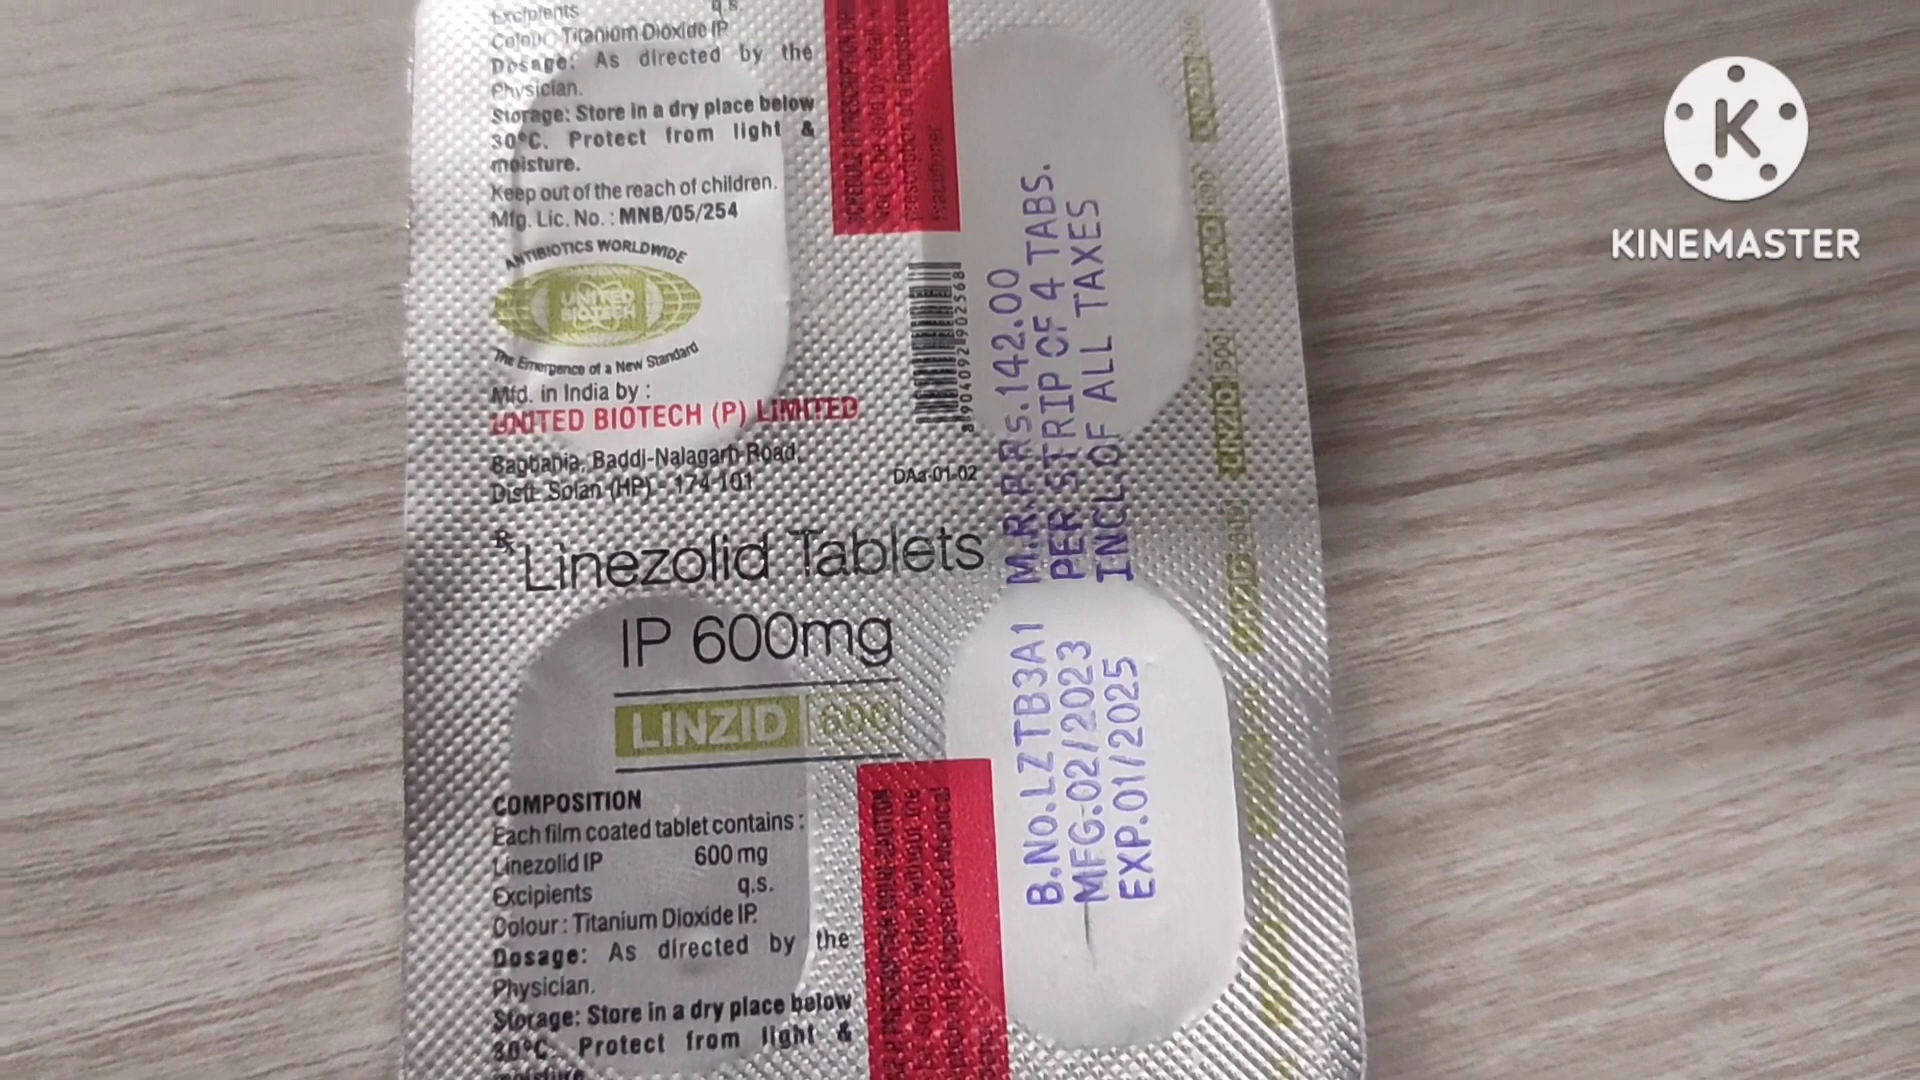 Excipients q.s.
Colour: Titanium Dioxide IP
Dosage: As directed by the
Physician.
Storage: Store in a dry place below
30°C. Protect from light &
moisture.
Keep out of the reach of children.
Mfg. Lic. No. : MNB/05/254
ANTIBIOTICS WORLDWIDE
UNITED
BIOTECH
The Emergence of a New Standard
Mfd. in India by :
UNITED BIOTECH (P) LIMITED
Bagbania, Baddi-Nalagarh Road,
Distt. Solan (HP) - 174 101
8904092902568
DAa-01-02
Rx Linezolid Tablets
IP 600mg
LINZID 600
COMPOSITION
Each film coated tablet contains :
Linezolid IP 600 mg
Excipients q.s.
Colour : Titanium Dioxide IP.
Dosage: As directed by the
Physician.
Storage: Store in a dry place below
30°C. Protect from light &
moisture.
M.R.P.Rs.142.00
PER STRIP OF 4 TABS.
INCL.OF ALL TAXES
B.No.LZTB3A1
MFG.02/2023
EXP.01/2025
K
KINEMASTER